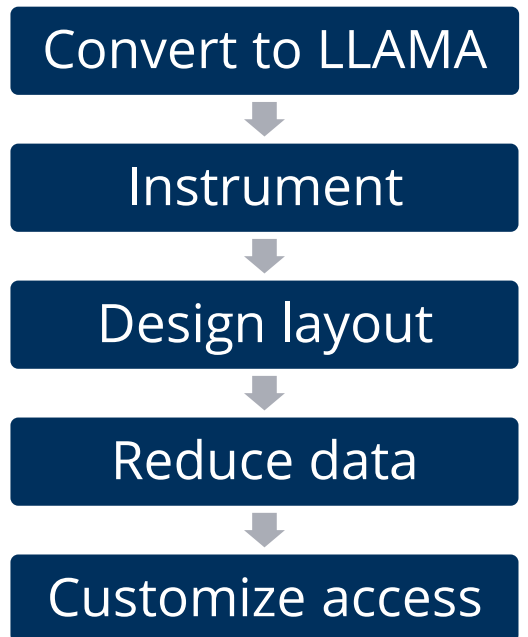 Convert to LLAMA
Instrument
Design layout
Reduce data
Customize access